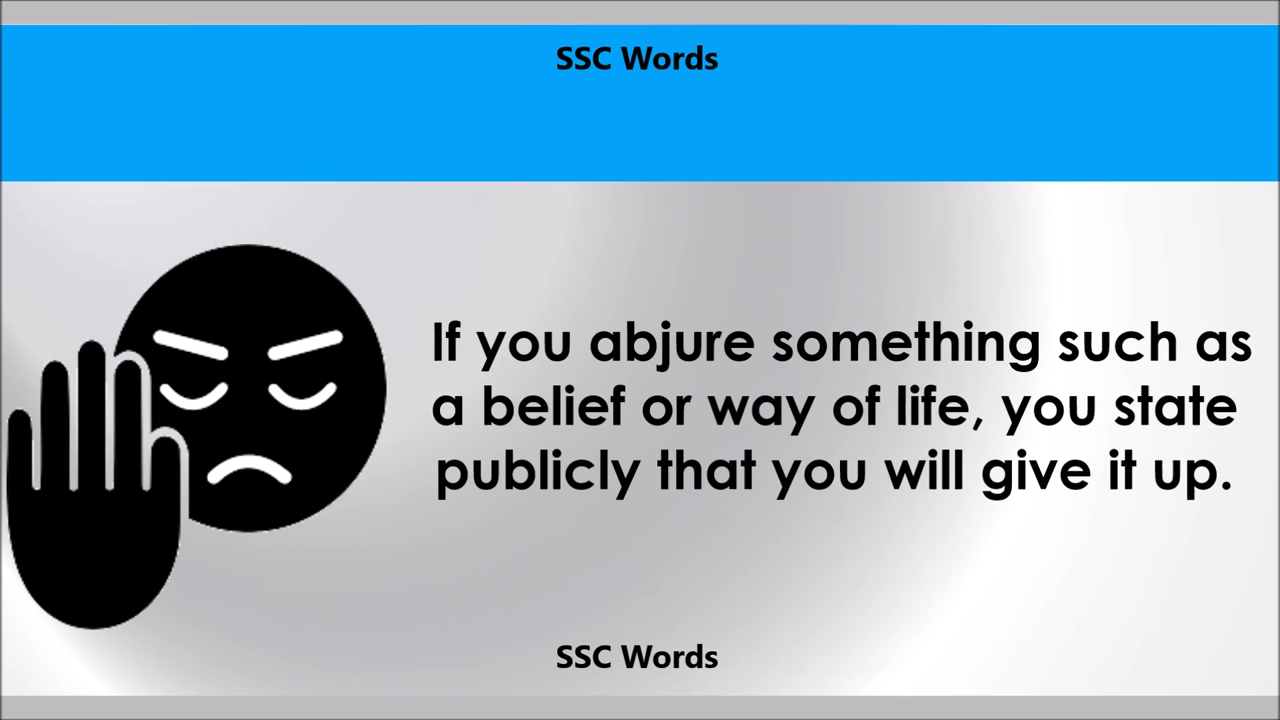 SSC Words
If you abjure something such as
a belief or way of life, you state
publicly that you will give it up.
SSC Words